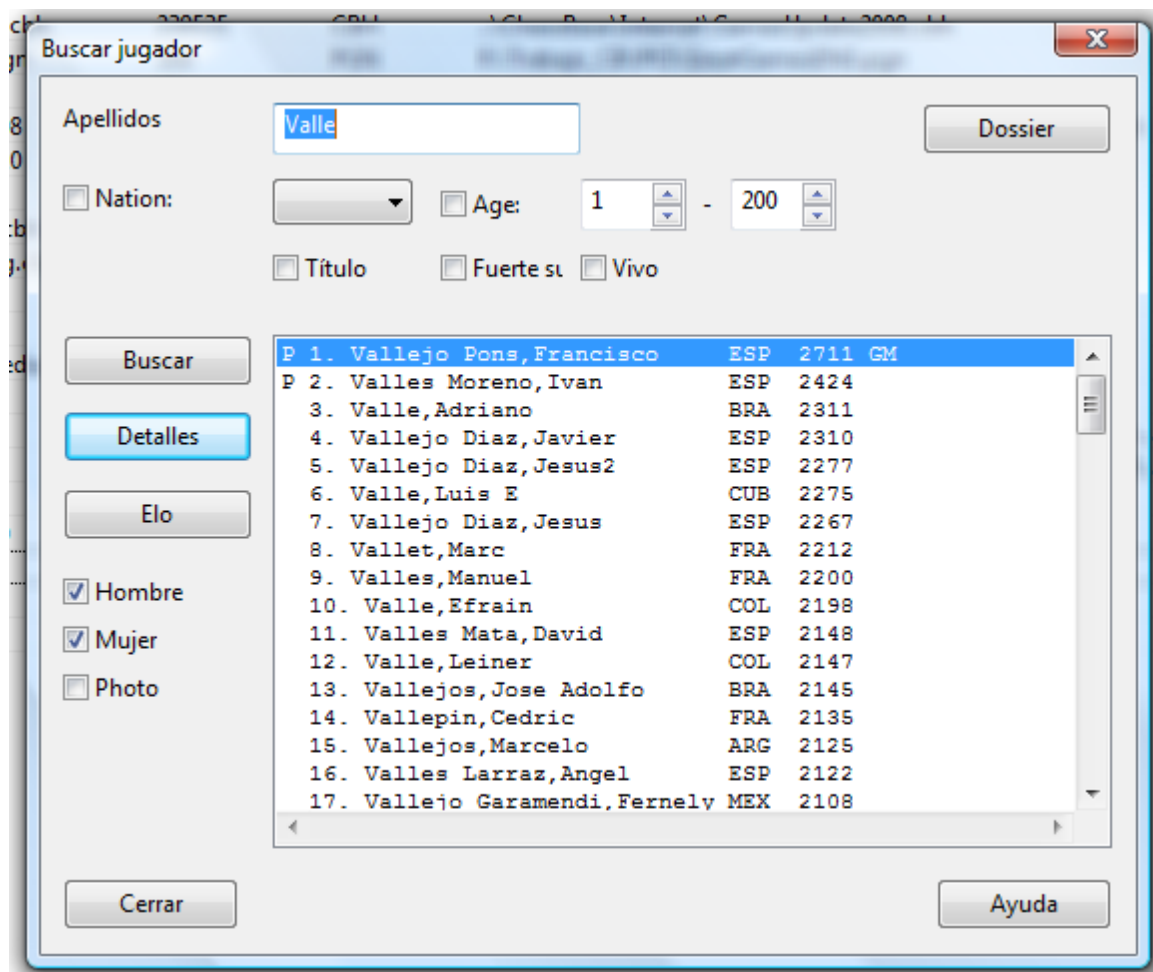 Buscar jugador
Apellidos Valle Dossier
Nation: Age: 1 - 200
Título Fuerte su Vivo
Buscar
Detalles
Elo
Hombre
Mujer
Photo
P 1. Vallejo Pons,Francisco ESP 2711 GM
P 2. Valles Moreno,Ivan ESP 2424
3. Valle,Adriano BRA 2311
4. Vallejo Diaz,Javier ESP 2310
5. Vallejo Diaz,Jesus2 ESP 2277
6. Valle,Luis E CUB 2275
7. Vallejo Diaz,Jesus ESP 2267
8. Vallet,Marc FRA 2212
9. Valles,Manuel FRA 2200
10. Valle,Efrain COL 2198
11. Valles Mata,David ESP 2148
12. Valle,Leiner COL 2147
13. Vallejos,Jose Adolfo BRA 2145
14. Vallepin,Cedric FRA 2135
15. Vallejos,Marcelo ARG 2125
16. Valles Larraz,Angel ESP 2122
17. Vallejo Garamendi,Fernely MEX 2108
Cerrar Ayuda